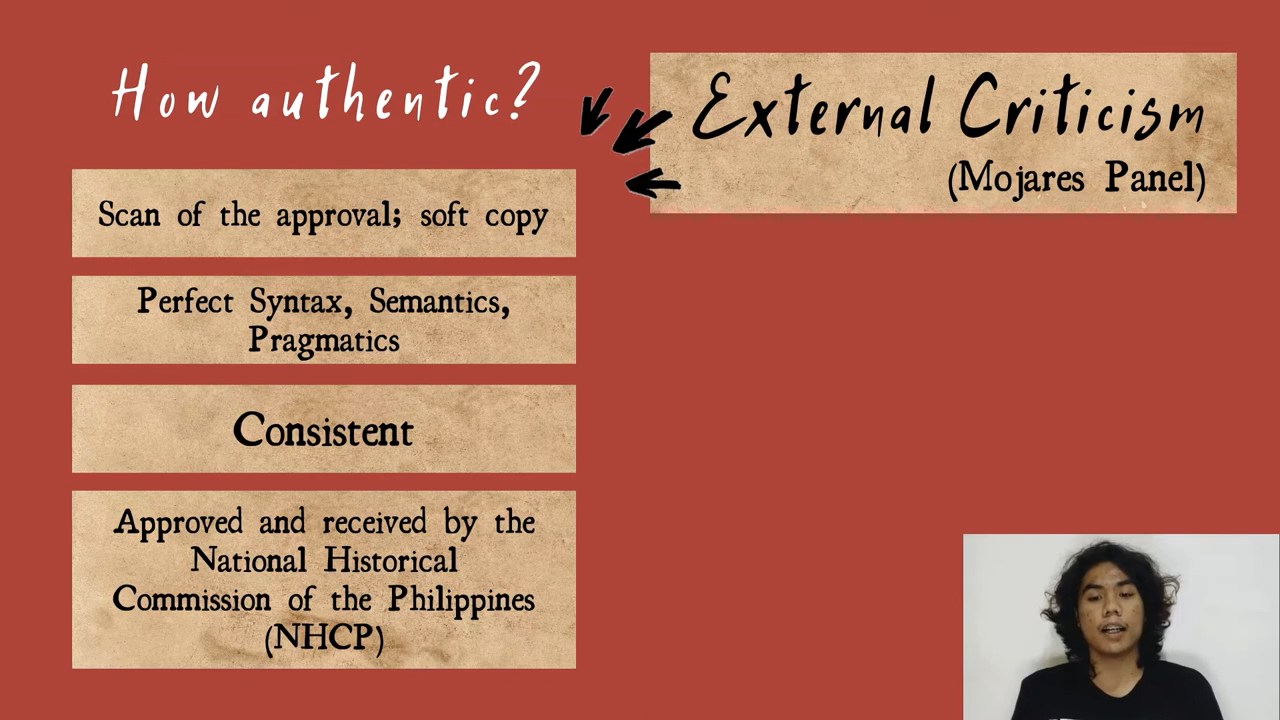 How authentic?
External Criticism
(Mojares Panel)
Scan of the approval; soft copy
Perfect Syntax, Semantics,
Pragmatics
Consistent
Approved and received by the
National Historical
Commission of the Philippines
(NHCP)